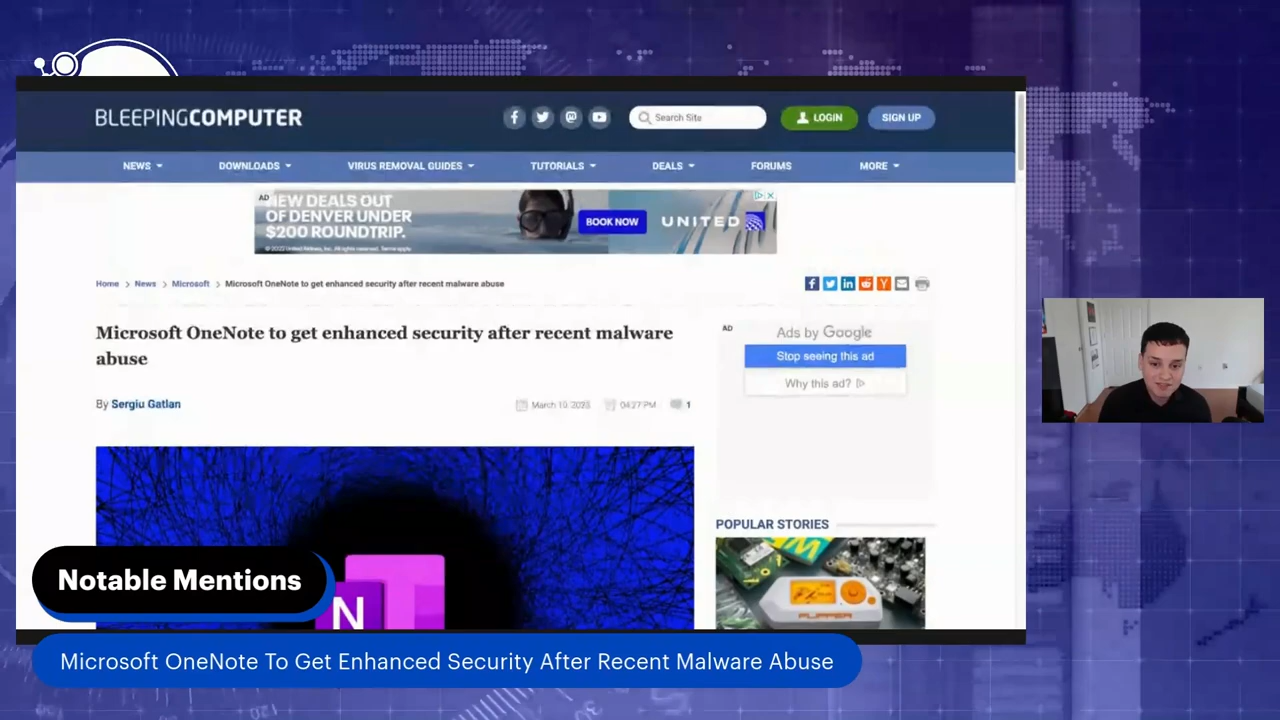 BLEEPINGCOMPUTER
Search Site
LOGIN
SIGN UP
NEWS
DOWNLOADS
VIRUS REMOVAL GUIDES
TUTORIALS
DEALS
FORUMS
MORE
AD
NEW DEALS OUT
OF DENVER UNDER
$200 ROUNDTRIP.
BOOK NOW
UNITED
Home > News > Microsoft > Microsoft OneNote to get enhanced security after recent malware abuse
Microsoft OneNote to get enhanced security after recent malware
abuse
By Sergiu Gatlan
March 10, 2023
04:27 PM
1
AD
Ads by Google
Stop seeing this ad
Why this ad?
POPULAR STORIES
FLIPPER
N
Notable Mentions
Microsoft OneNote To Get Enhanced Security After Recent Malware Abuse